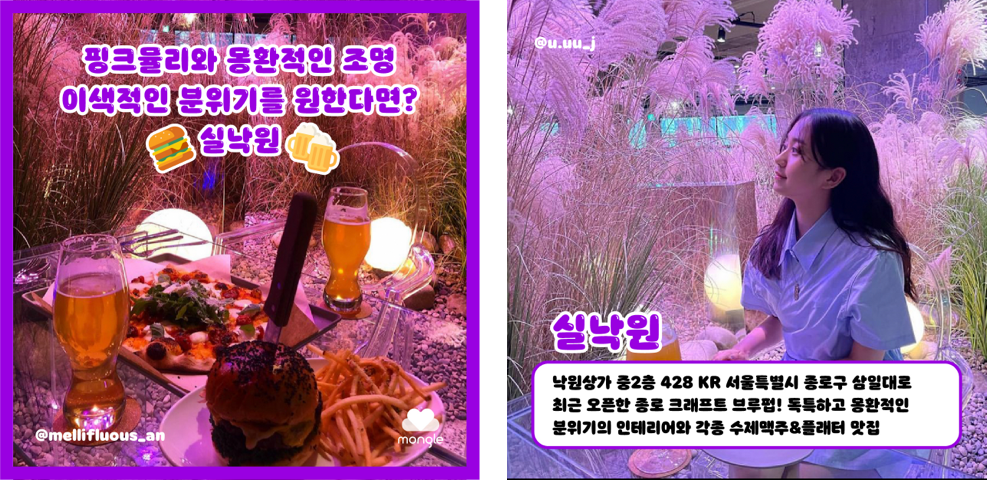 핑크뮬리와 몽환적인 조명
이색적인 분위기를 원한다면?
실낙원
@mellifluous_an
mongle
@u.uu_j
실낙원
낙원상가 중2층 428 KR 서울특별시 종로구 삼일대로
최근 오픈한 종로 크래프트 브루펍! 독특하고 몽환적인
분위기의 인테리어와 각종 수제맥주&플래터 맛집